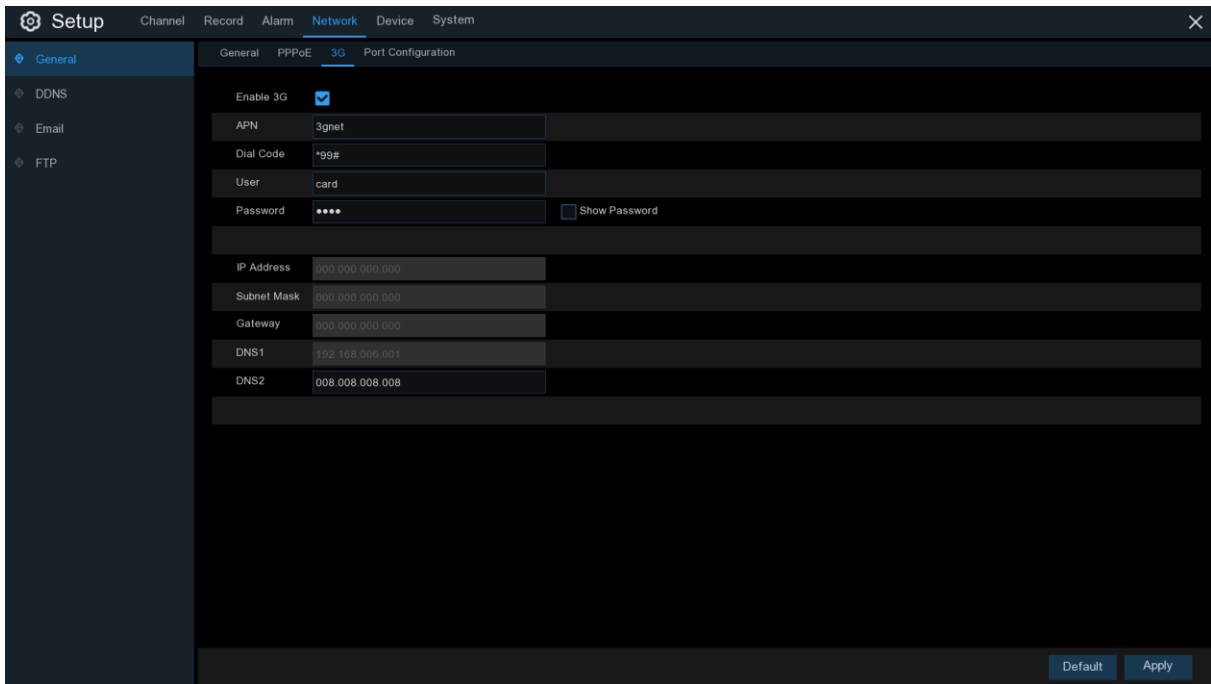 Setup Channel Record Alarm Network Device System
General PPPoE 3G Port Configuration
General
DDNS
Email
FTP
Enable 3G
APN 3gnet
Dial Code *99#
User card
Password •••• Show Password
IP Address 000.000.000.000
Subnet Mask 000.000.000.000
Gateway 000.000.000.000
DNS1 192.168.006.001
DNS2 008.008.008.008
Default Apply